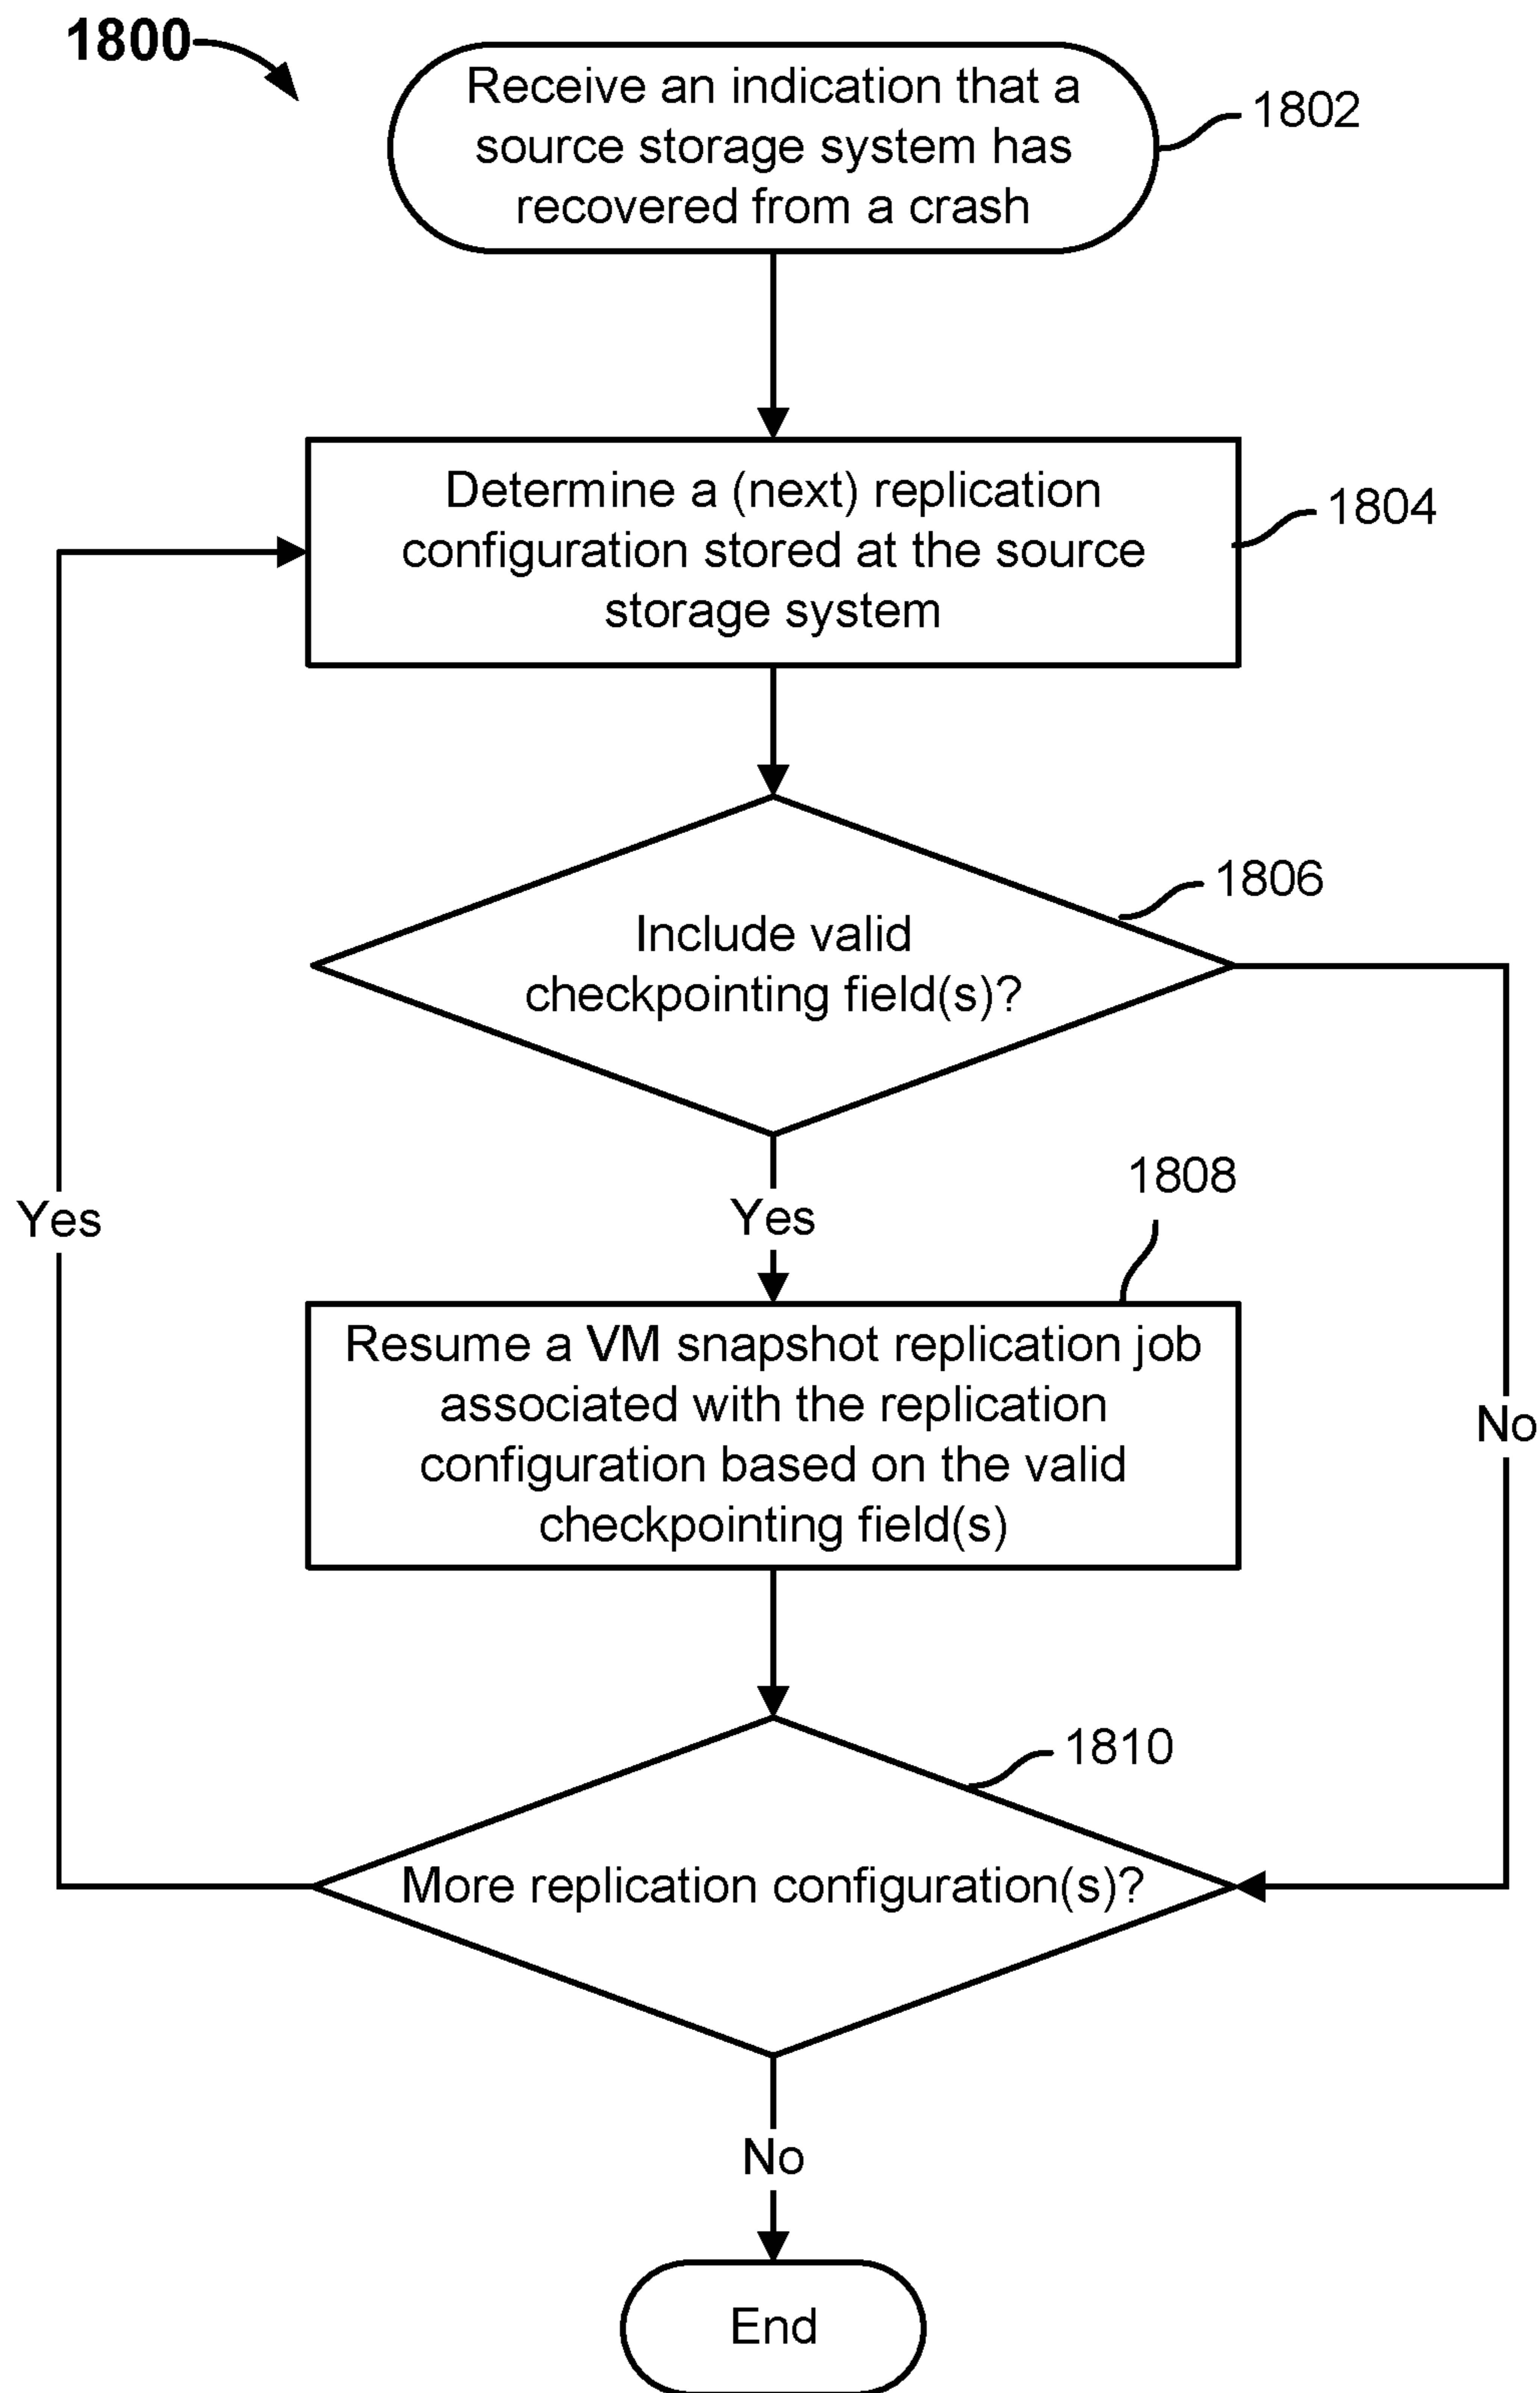 1800
Receive an indication that a
source storage system has
recovered from a crash
1802
Determine a (next) replication
configuration stored at the source
storage system
1804
Include valid
checkpointing field(s)?
1806
Yes
Yes
1808
Resume a VM snapshot replication job
associated with the replication
configuration based on the valid
checkpointing field(s)
No
1810
More replication configuration(s)?
No
End